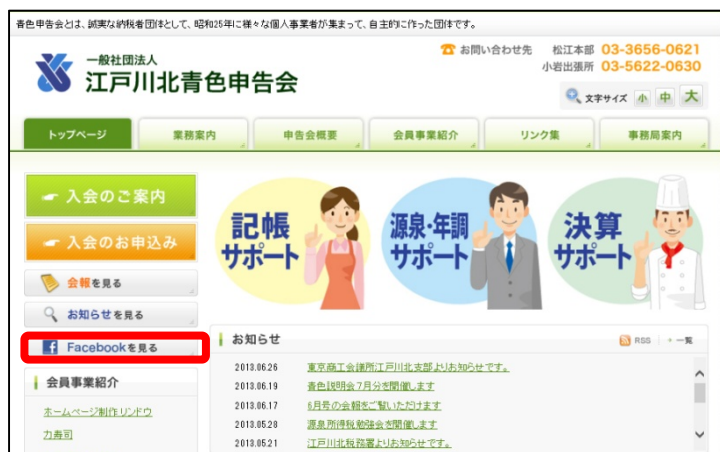 青色申告会とは、誠実な納税者団体として、昭和25年に様々な個人事業者が集まって、自主的に作った団体です。
一般社団法人
江戸川北青色申告会
お問い合わせ先 松江本部 03-3656-0621
小岩出張所 03-5622-0630
文字サイズ 小 中 大
トップページ 業務案内 申告会概要 会員事業紹介 リンク集 事務局案内
入会のご案内
入会のお申込み
会報を見る
お知らせを見る
Facebookを見る
会員事業紹介
ホームページ制作リンドウ
力寿司
記帳
サポート
源泉・年調
サポート
決算
サポート
お知らせ RSS 一覧
2013.06.26 東京商工会議所江戸川北支部よりお知らせです。
2013.06.19 青色説明会7月分を開催します
2013.06.17 6月号の会報をご覧いただけます
2013.05.28 源泉所得税勉強会を開催します
2013.05.21 江戸川北税務署よりお知らせです。